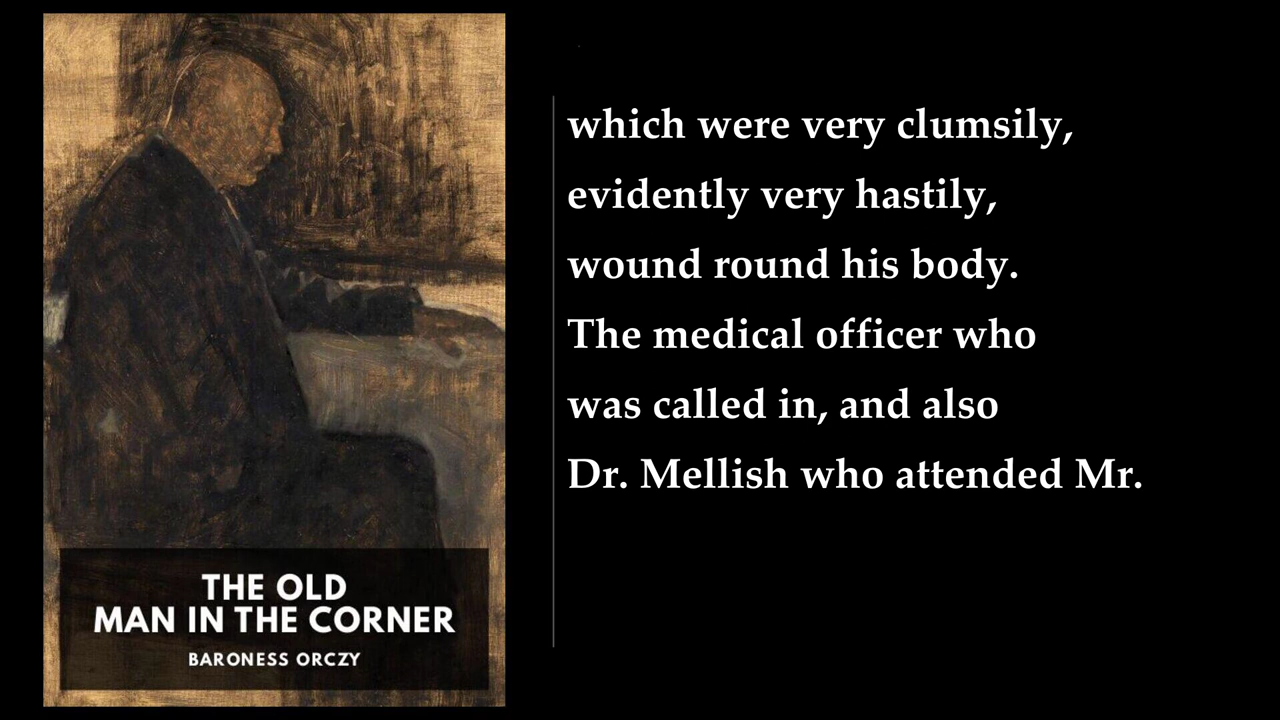 THE OLD
MAN IN THE CORNER
BARONESS ORCZY
which were very clumsily,
evidently very hastily,
wound round his body.
The medical officer who
was called in, and also
Dr. Mellish who attended Mr.